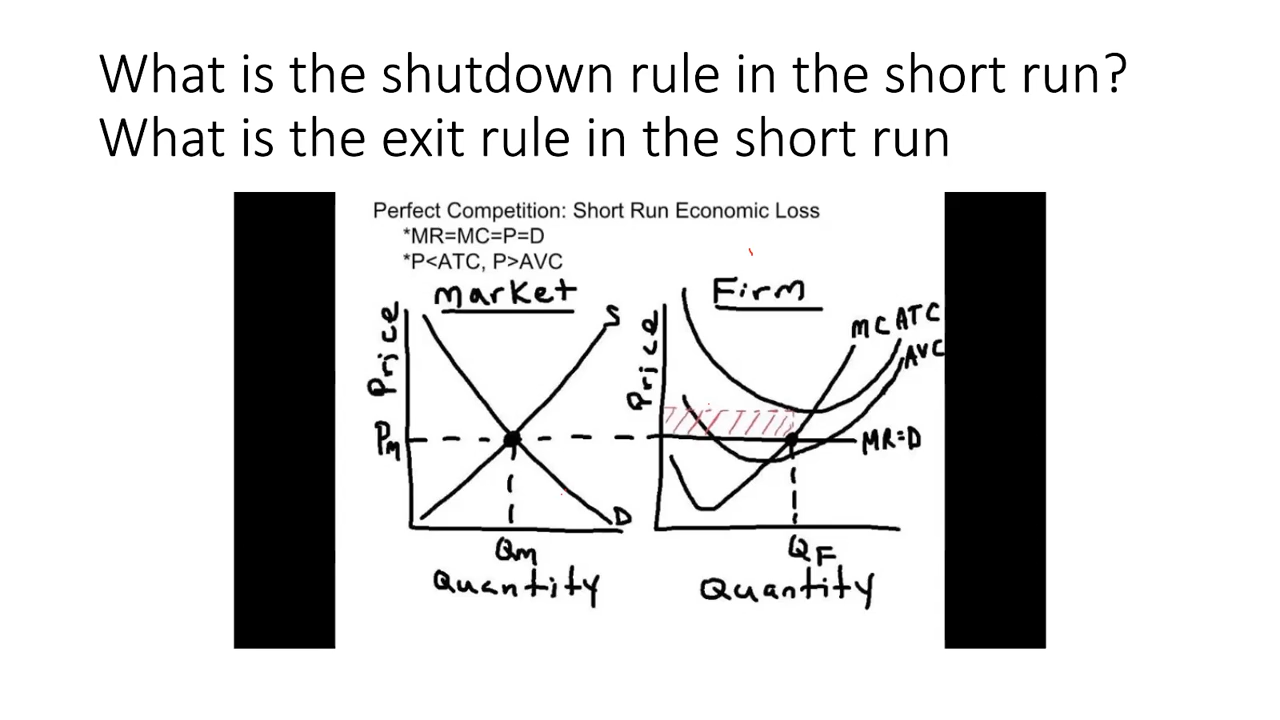 What is the shutdown rule in the short run?
What is the exit rule in the short run
Perfect Competition: Short Run Economic Loss
*MR=MC=P=D
*P<ATC, P>AVC
Market
Price
S
Pm
D
Qm
Quantity
Firm
Price
MC ATC
AVC
MR=D
QF
Quantity